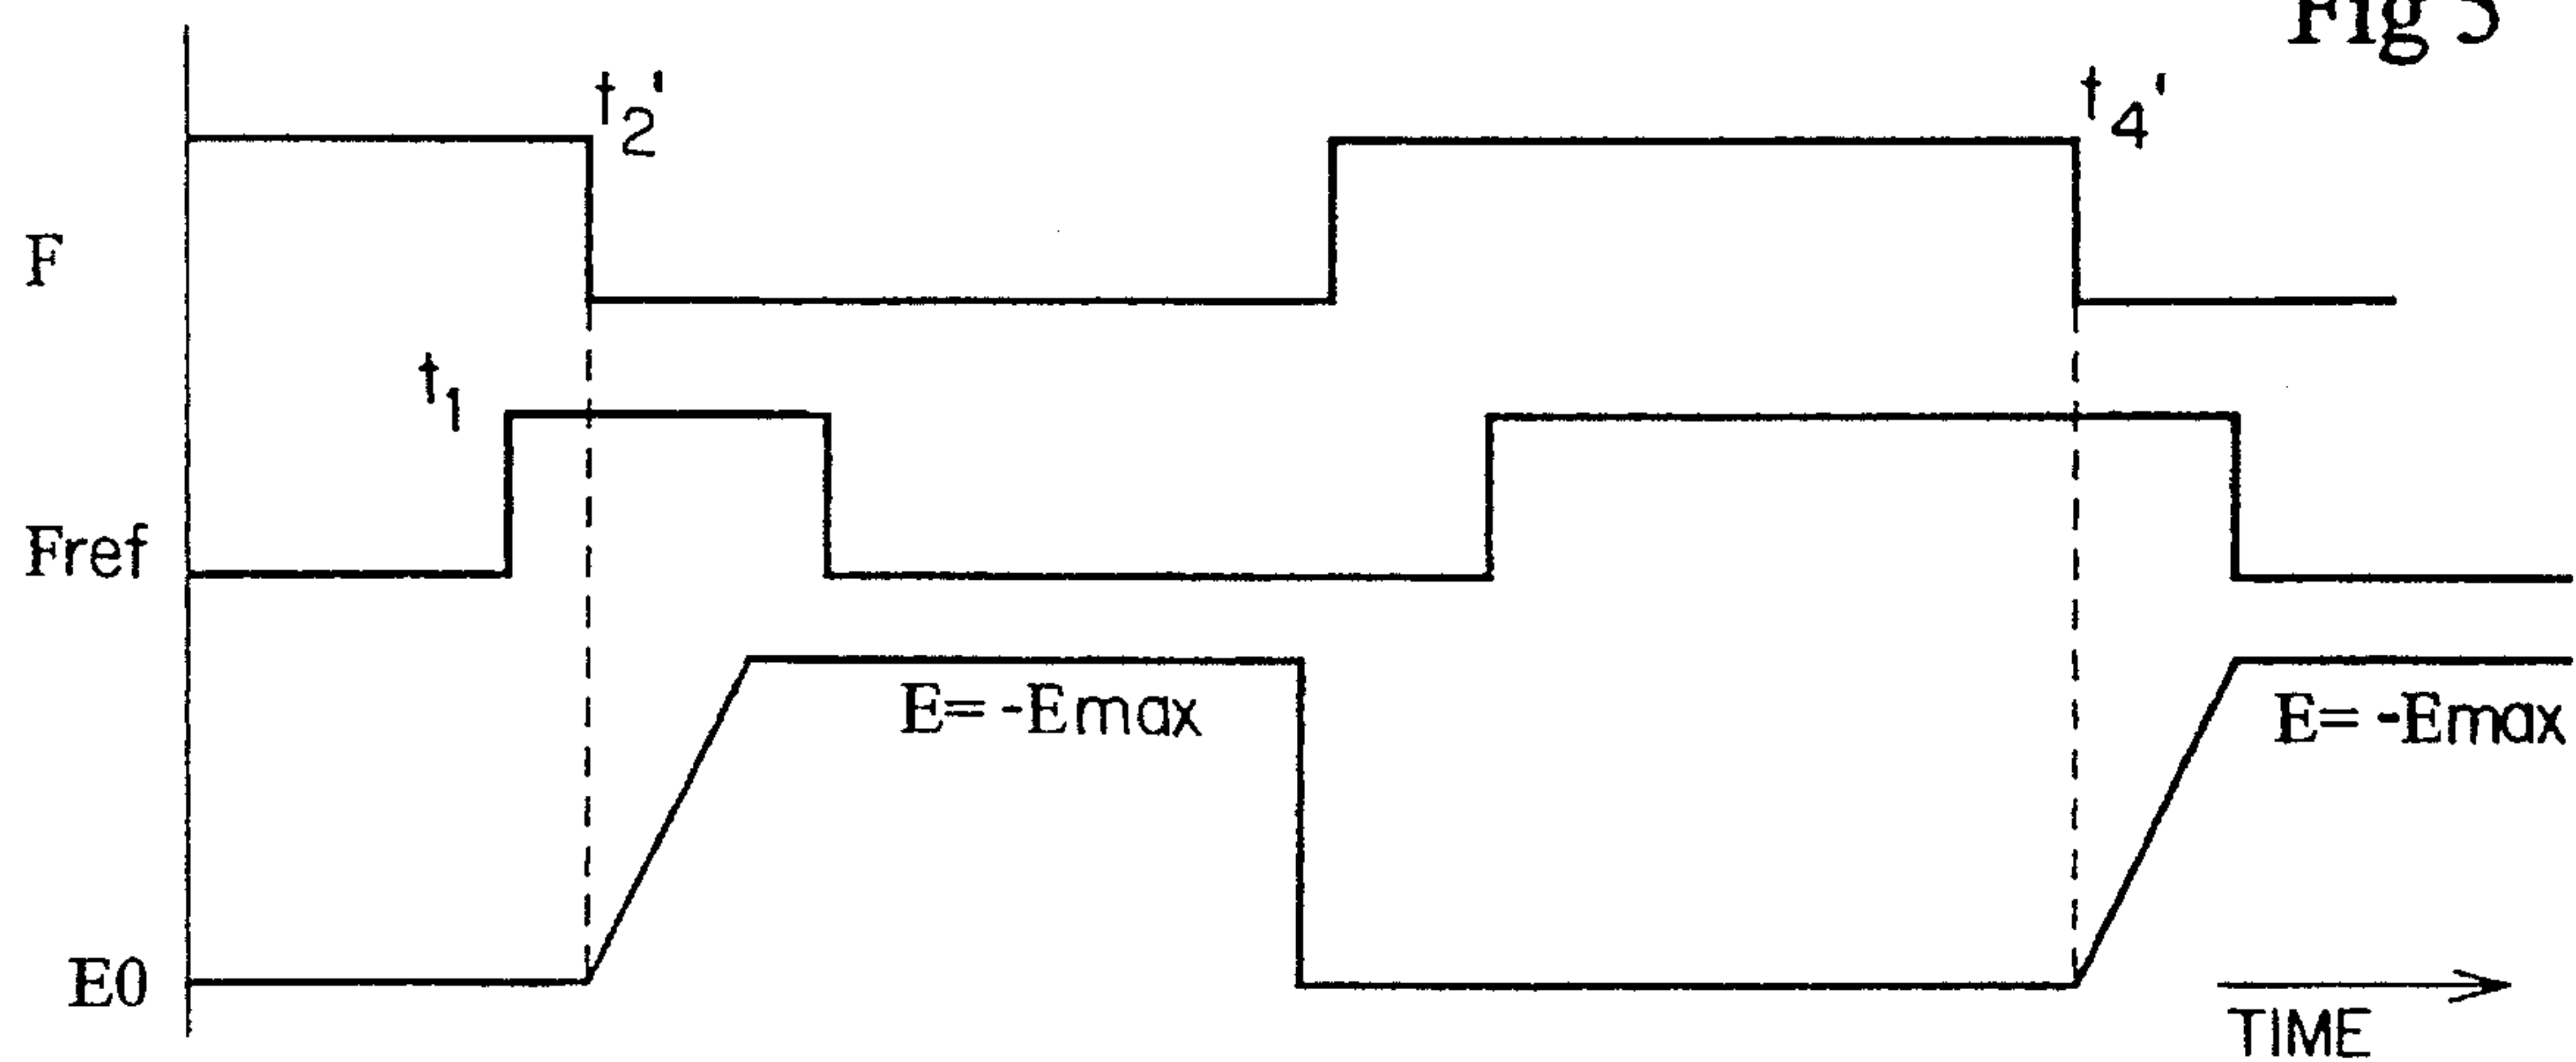 Fig 5
t2'
t4'
F
t1
Fref
E= -Emax
E= -Emax
E0
TIME